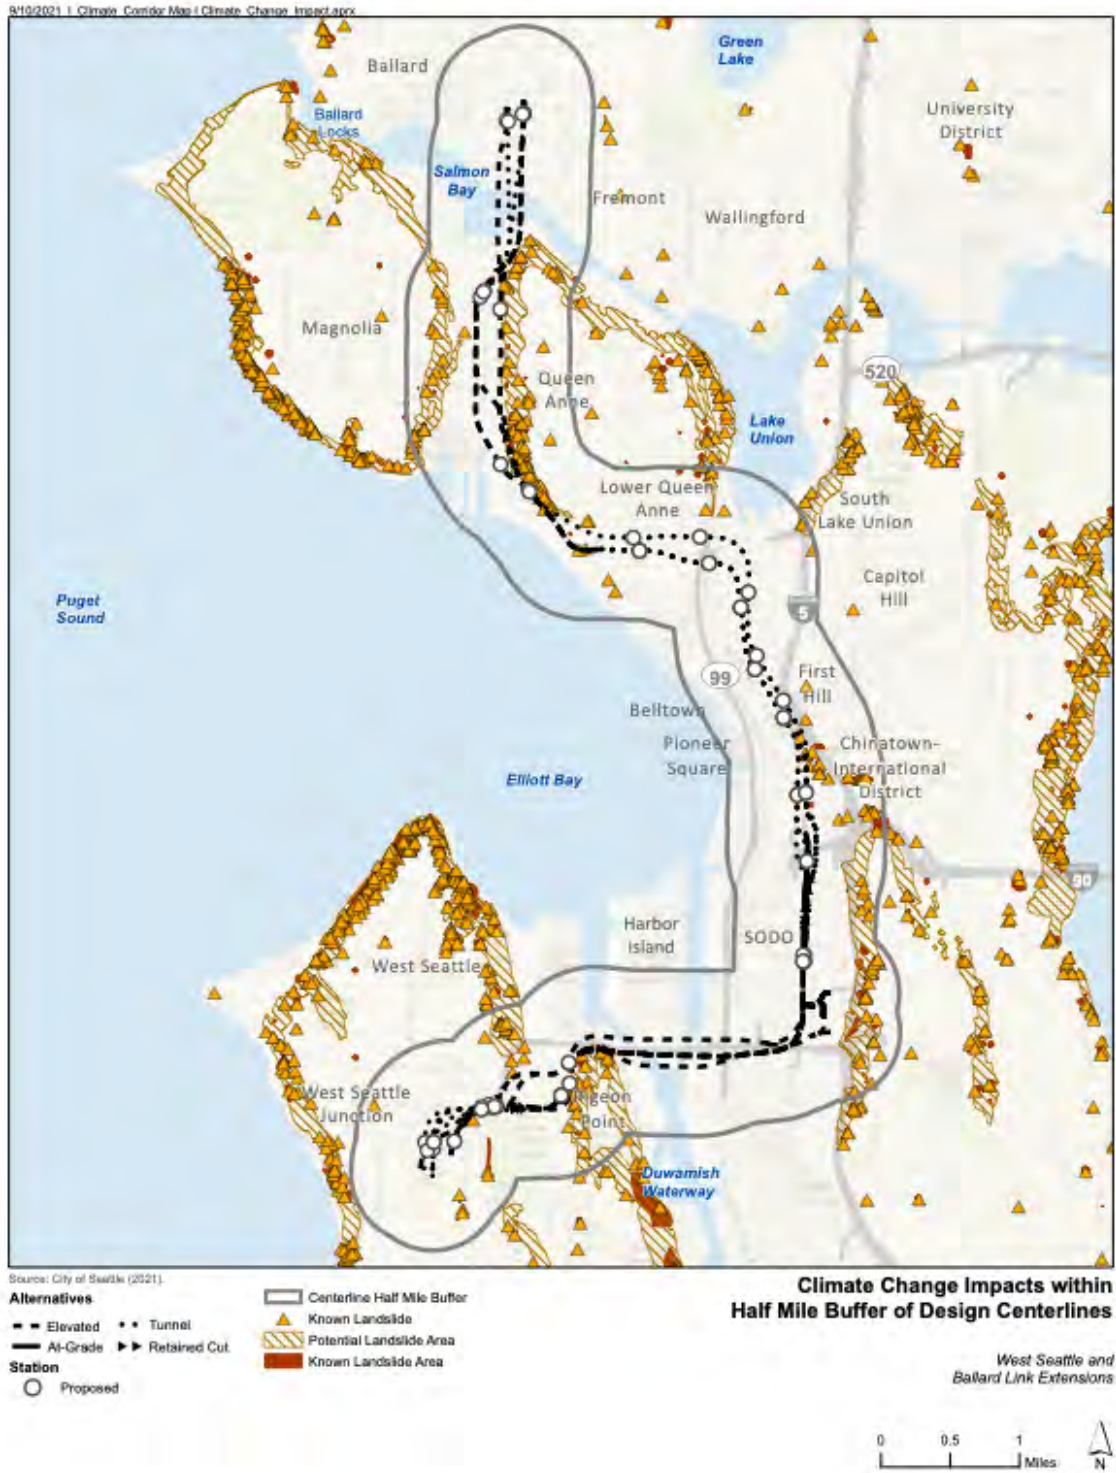 9/10/2021 | Climate_Corridor Map | Climate_Change_Impact.aprx
Ballard
Green
Lake
University
District
Ballard
Locks
Salmon
Bay
Fremont
Wallingford
Magnolia
520
Queen
Anne
Lake
Union
Lower Queen
Anne
South
Lake Union
Capitol
Hill
Puget
Sound
5
99
First
Hill
Belltown
Pioneer
Square
Chinatown-
International
District
Elliott Bay
90
Harbor
Island
SODO
West Seattle
West Seattle
Junction
Pigeon
Point
Duwamish
Waterway
Source: City of Seattle (2021).
Alternatives
Elevated
Tunnel
At-Grade
Retained Cut
Station
Proposed
Centerline Half Mile Buffer
Known Landslide
Potential Landslide Area
Known Landslide Area
Climate Change Impacts within
Half Mile Buffer of Design Centerlines
West Seattle and
Ballard Link Extensions
0 0.5 1
Miles
N